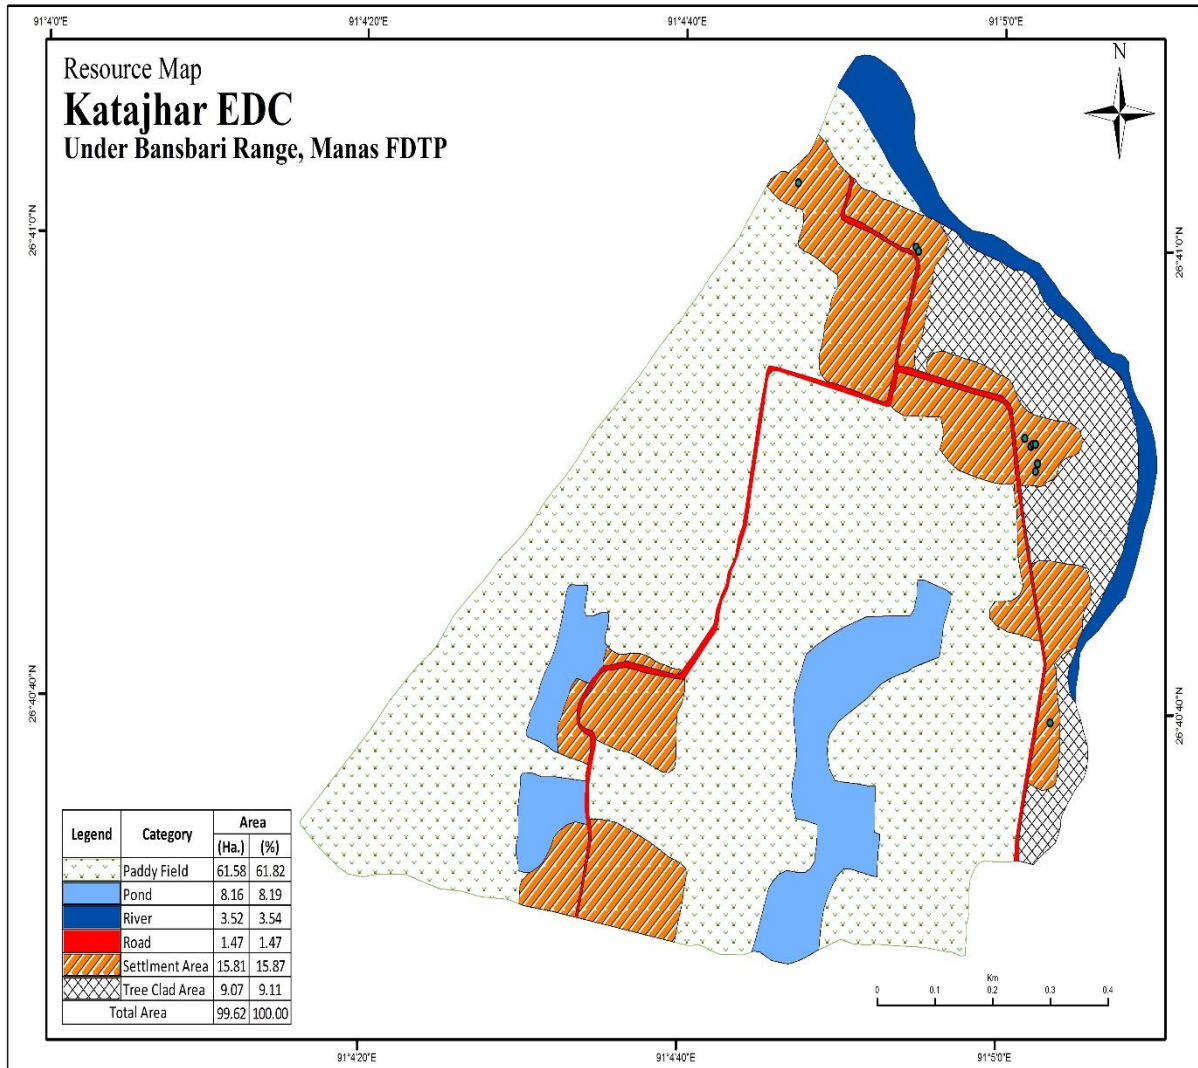 91°4'0"E 91°4'20"E 91°4'40"E 91°5'0"E
Resource Map
Katajhar EDC
Under Bansbari Range, Manas FDTP
N
26°41'0"N 26°41'0"N
26°40'40"N 26°40'40"N
Legend Category Area
(Ha.) (%)
Paddy Field 61.58 61.82
Pond 8.16 8.19
River 3.52 3.54
Road 1.47 1.47
Settlment Area 15.81 15.87
Tree Clad Area 9.07 9.11
Total Area 99.62 100.00
Km
0 0.1 0.2 0.3 0.4
91°4'20"E 91°4'40"E 91°5'0"E